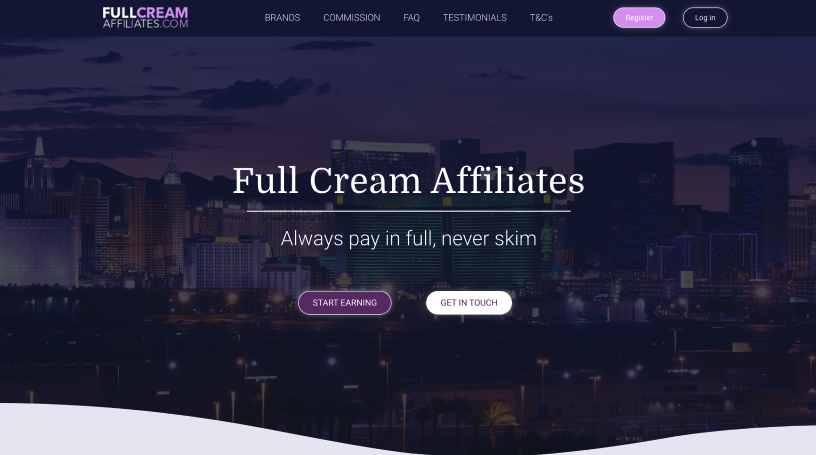 FULLCREAM
AFFILIATES.COM
BRANDS
COMMISSION
FAQ
TESTIMONIALS
T&C's
Register
Log in
Full Cream Affiliates
Always pay in full, never skim
START EARNING
GET IN TOUCH